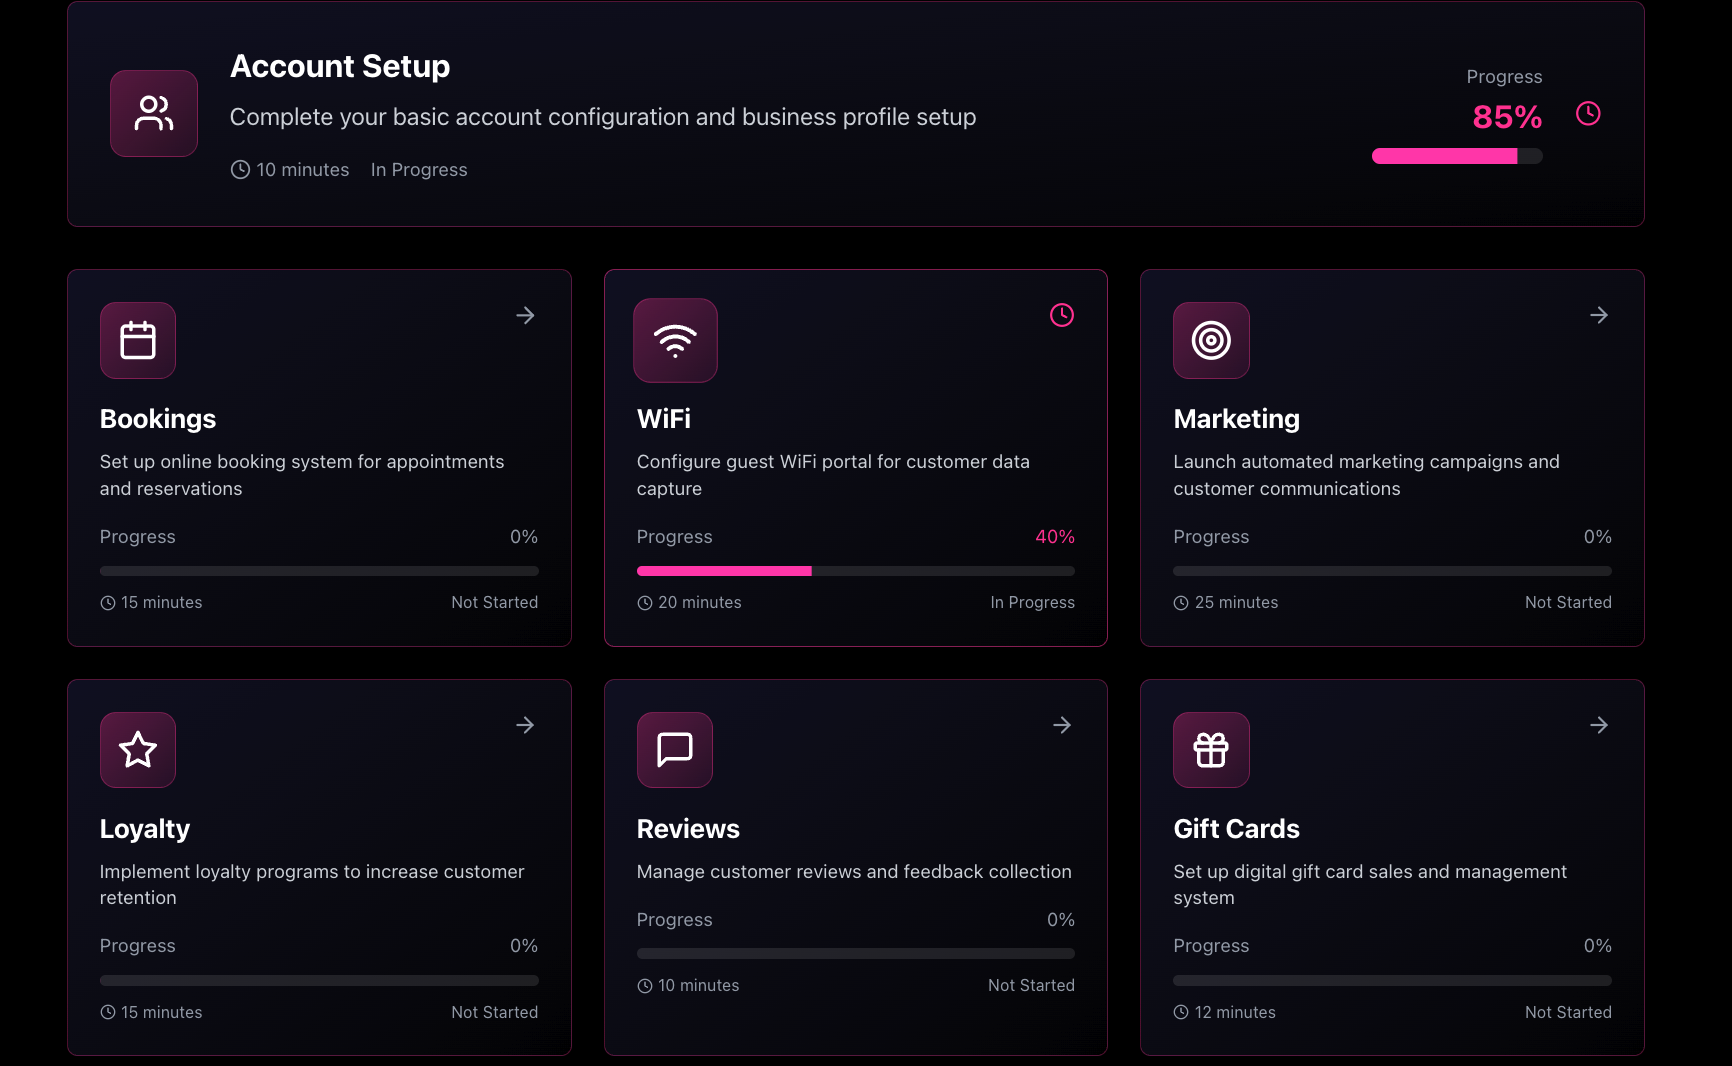 Account Setup
Complete your basic account configuration and business profile setup
10 minutes In Progress
Progress
85%
Bookings
Set up online booking system for appointments
and reservations
Progress 0%
15 minutes Not Started
WiFi
Configure guest WiFi portal for customer data
capture
Progress 40%
20 minutes In Progress
Marketing
Launch automated marketing campaigns and
customer communications
Progress 0%
25 minutes Not Started
Loyalty
Implement loyalty programs to increase customer
retention
Progress 0%
15 minutes Not Started
Reviews
Manage customer reviews and feedback collection
Progress 0%
10 minutes Not Started
Gift Cards
Set up digital gift card sales and management
system
Progress 0%
12 minutes Not Started